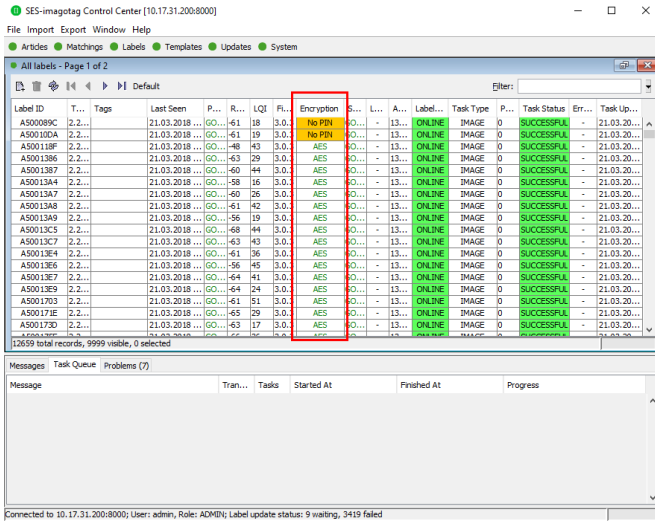 SES-imagotag Control Center [10.17.31.200:8000]
File Import Export Window Help
Articles Matchings Labels Templates Updates System
All labels - Page 1 of 2
Default Filter:
Label ID T... Tags Last Seen P... R... LQI Fi... Encryption S... L... A... Label... Task Type P... Task Status Err... Task Up...
A500089C 2.2... 21.03.2018 ... GO... -61 18 3.0.: No PIN GO... - 13... ONLINE IMAGE 0 SUCCESSFUL - 21.03.20...
A50010DA 2.2... 21.03.2018 ... GO... -61 19 3.0.: No PIN GO... - 13... ONLINE IMAGE 0 SUCCESSFUL - 21.03.20...
A500118F 2.2... 21.03.2018 ... GO... -48 43 3.0.: AES GO... - 13... ONLINE IMAGE 0 SUCCESSFUL - 21.03.20...
A5001386 2.2... 21.03.2018 ... GO... -63 29 3.0.: AES GO... - 13... ONLINE IMAGE 0 SUCCESSFUL - 21.03.20...
A5001387 2.2... 21.03.2018 ... GO... -60 44 3.0.: AES GO... - 13... ONLINE IMAGE 0 SUCCESSFUL - 21.03.20...
A50013A4 2.2... 21.03.2018 ... GO... -58 16 3.0.: AES GO... - 13... ONLINE IMAGE 0 SUCCESSFUL - 21.03.20...
A50013A7 2.2... 21.03.2018 ... GO... -60 26 3.0.: AES GO... - 13... ONLINE IMAGE 0 SUCCESSFUL - 21.03.20...
A50013A8 2.2... 21.03.2018 ... GO... -61 42 3.0.: AES GO... - 13... ONLINE IMAGE 0 SUCCESSFUL - 21.03.20...
A50013A9 2.2... 21.03.2018 ... GO... -56 19 3.0.: AES GO... - 13... ONLINE IMAGE 0 SUCCESSFUL - 21.03.20...
A50013C5 2.2... 21.03.2018 ... GO... -68 44 3.0.: AES GO... - 13... ONLINE IMAGE 0 SUCCESSFUL - 21.03.20...
A50013C7 2.2... 21.03.2018 ... GO... -63 43 3.0.: AES GO... - 13... ONLINE IMAGE 0 SUCCESSFUL - 21.03.20...
A50013E4 2.2... 21.03.2018 ... GO... -61 36 3.0.: AES GO... - 13... ONLINE IMAGE 0 SUCCESSFUL - 21.03.20...
A50013E6 2.2... 21.03.2018 ... GO... -56 45 3.0.: AES GO... - 13... ONLINE IMAGE 0 SUCCESSFUL - 21.03.20...
A50013E7 2.2... 21.03.2018 ... GO... -64 41 3.0.: AES GO... - 13... ONLINE IMAGE 0 SUCCESSFUL - 21.03.20...
A50013E9 2.2... 21.03.2018 ... GO... -64 24 3.0.: AES GO... - 13... ONLINE IMAGE 0 SUCCESSFUL - 21.03.20...
A5001703 2.2... 21.03.2018 ... GO... -61 51 3.0.: AES GO... - 13... ONLINE IMAGE 0 SUCCESSFUL - 21.03.20...
A500171E 2.2... 21.03.2018 ... GO... -65 29 3.0.: AES GO... - 13... ONLINE IMAGE 0 SUCCESSFUL - 21.03.20...
A500173D 2.2... 21.03.2018 ... GO... -63 17 3.0.: AES GO... - 13... ONLINE IMAGE 0 SUCCESSFUL - 21.03.20...
12659 total records, 9999 visible, 0 selected
Messages Task Queue Problems (7)
Message Tran... Tasks Started At Finished At Progress
Connected to 10.17.31.200:8000; User: admin, Role: ADMIN; Label update status: 9 waiting, 3419 failed